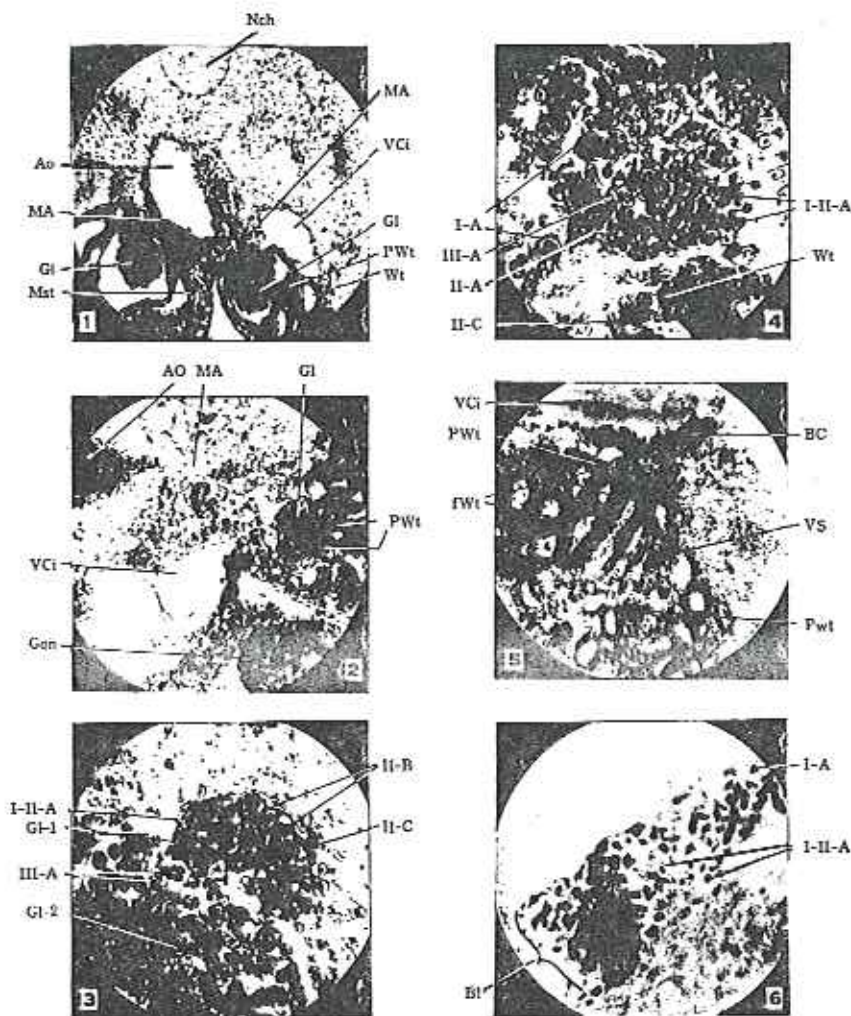 Nch
MA
VCi
Ao
MA
Gl
Gl
PWt
Mst
Wt
1
I-A
III-A
II-A
II-C
I-II-A
Wt
4
AO MA Gl
PWt
VCi
Gon
2
VCi
PWt
fWt
BC
VS
Pwt
5
I-II-A
Gl-1
III-A
Gl-2
II-B
II-C
3
I-A
I-II-A
Bl
6